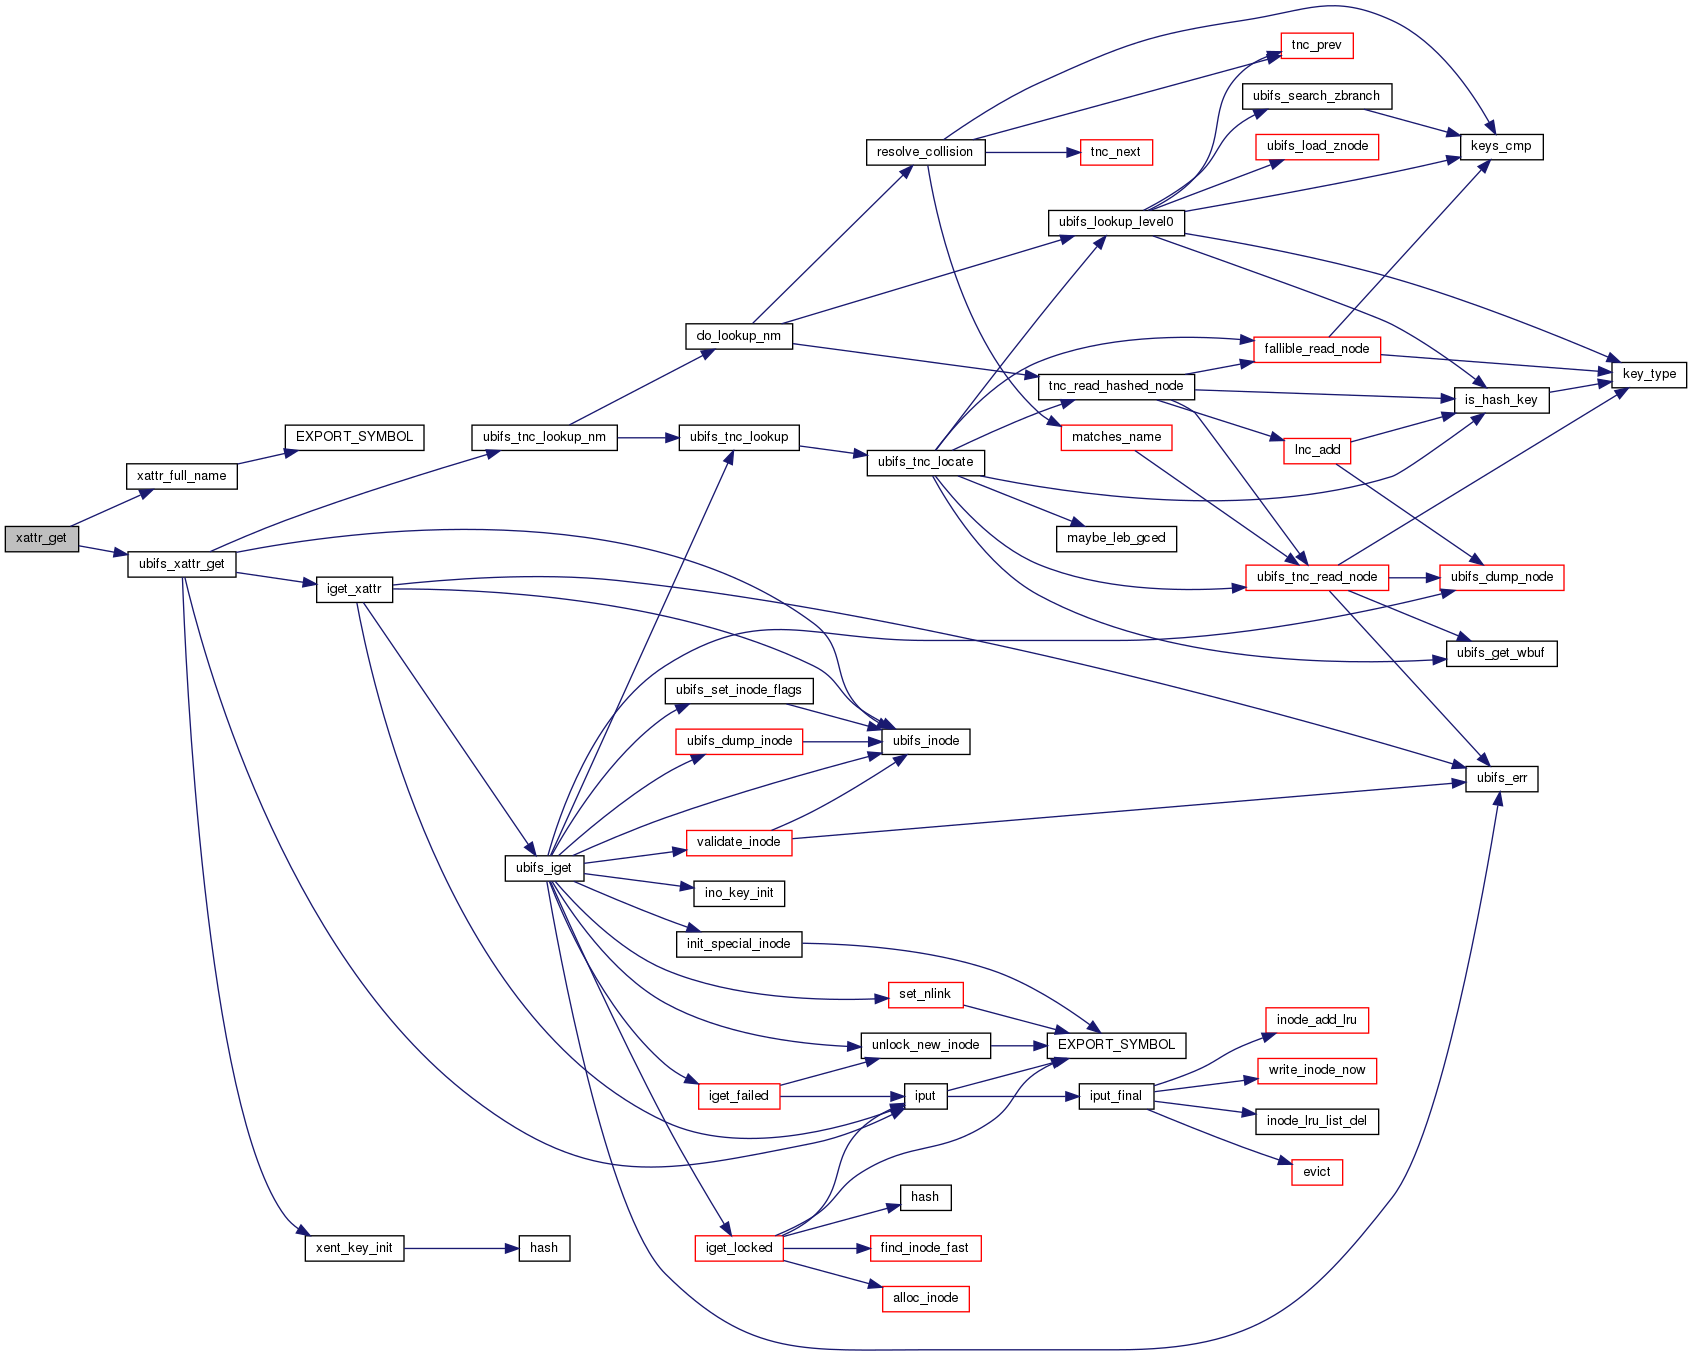 tnc_prev
ubifs_search_zbranch
resolve_collision
tnc_next
ubifs_load_znode
keys_cmp
ubifs_lookup_level0
do_lookup_nm
fallible_read_node
key_type
tnc_read_hashed_node
is_hash_key
EXPORT_SYMBOL
ubifs_tnc_lookup_nm
ubifs_tnc_lookup
matches_name
lnc_add
xattr_full_name
ubifs_tnc_locate
xattr_get
maybe_leb_gced
ubifs_xattr_get
iget_xattr
ubifs_tnc_read_node
ubifs_dump_node
ubifs_get_wbuf
ubifs_set_inode_flags
ubifs_dump_inode
ubifs_inode
ubifs_err
validate_inode
ubifs_iget
ino_key_init
init_special_inode
set_nlink
inode_add_lru
unlock_new_inode
EXPORT_SYMBOL
write_inode_now
iget_failed
iput
iput_final
inode_lru_list_del
evict
hash
xent_key_init
hash
iget_locked
find_inode_fast
alloc_inode